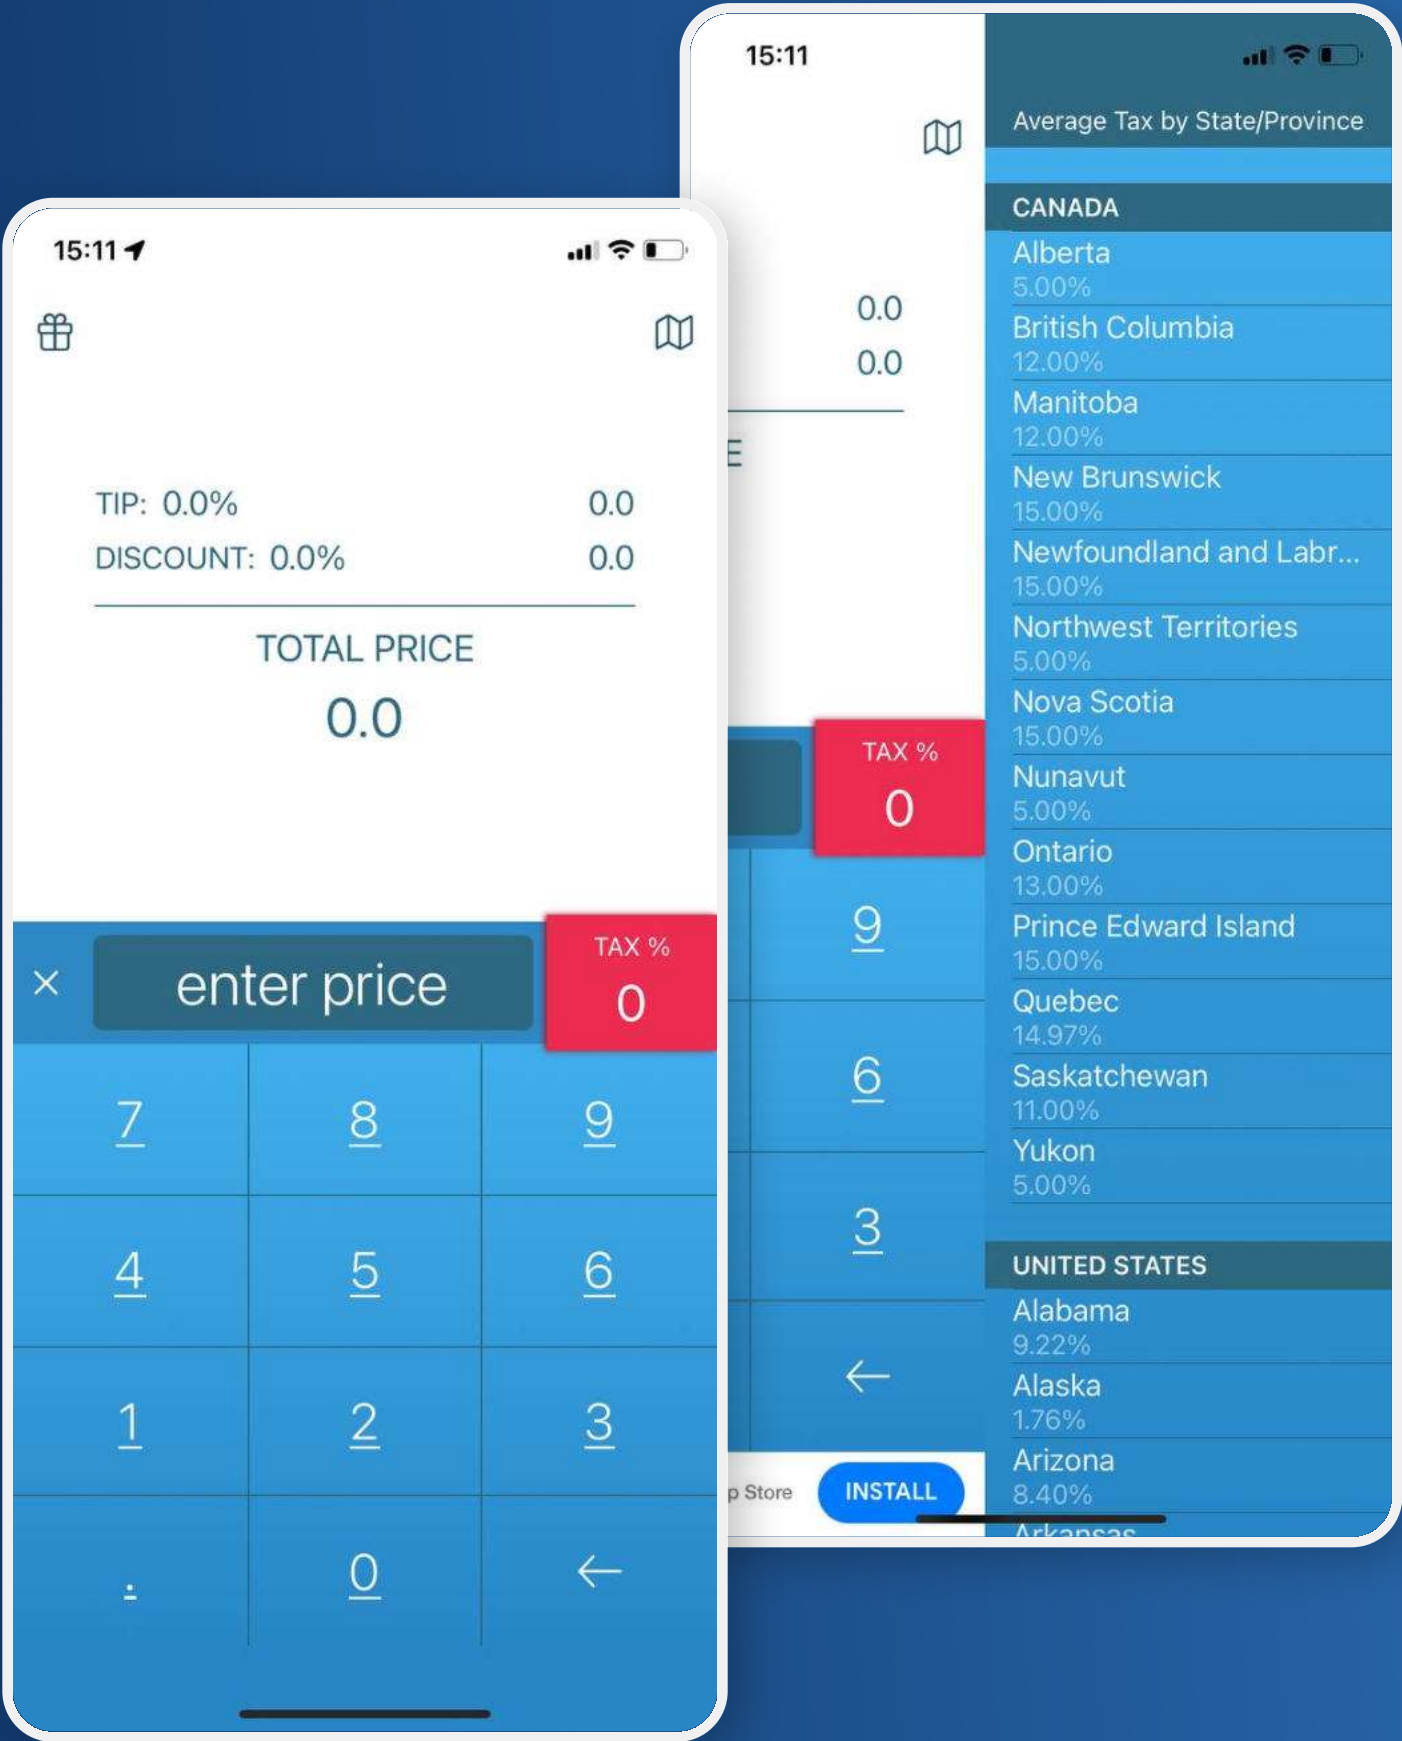 15:11
TIP: 0.0% 0.0
DISCOUNT: 0.0% 0.0
TOTAL PRICE
0.0
enter price
TAX %
0
7 8 9
4 5 6
1 2 3
. 0
15:11
0.0
0.0
E
TAX %
0
9
6
3
p Store
INSTALL
Average Tax by State/Province
CANADA
Alberta
5.00%
British Columbia
12.00%
Manitoba
12.00%
New Brunswick
15.00%
Newfoundland and Labr...
15.00%
Northwest Territories
5.00%
Nova Scotia
15.00%
Nunavut
5.00%
Ontario
13.00%
Prince Edward Island
15.00%
Quebec
14.97%
Saskatchewan
11.00%
Yukon
5.00%
UNITED STATES
Alabama
9.22%
Alaska
1.76%
Arizona
8.40%
Arkansas